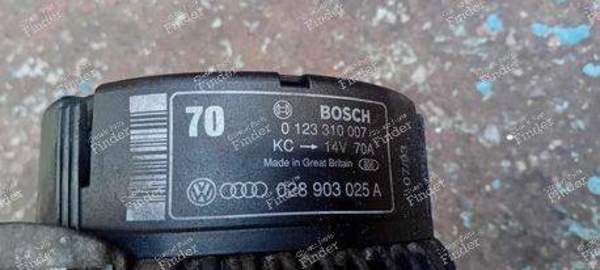 70
BOSCH
0 123 310 007
KC → 14V 70A
Made in Great Britain
028 903 025 A